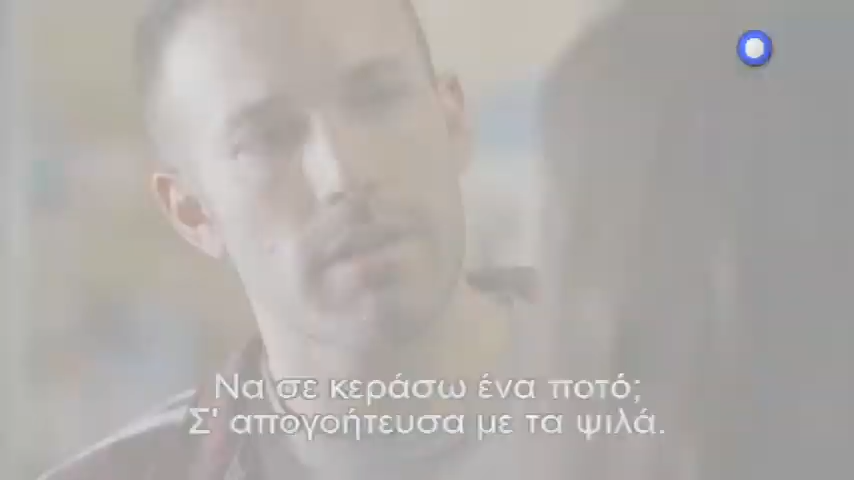 Να σε κεράσω ένα ποτό;
Σ' απογοήτευσα με τα ψιλά.